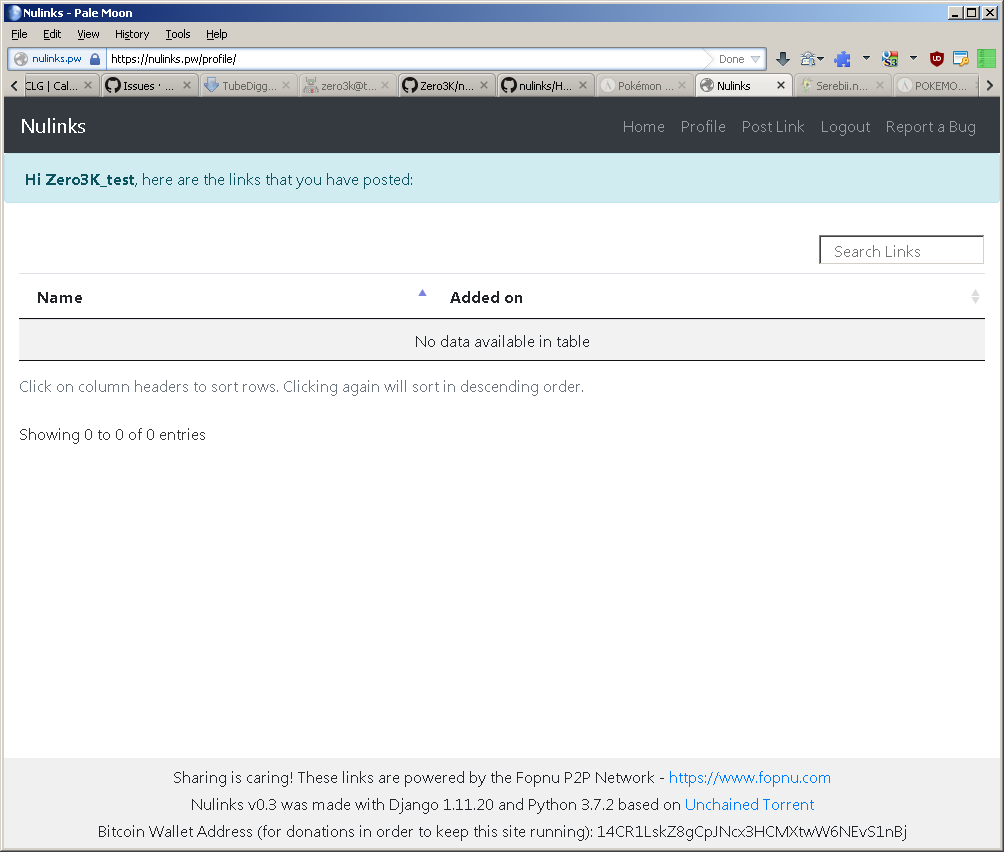 Nulinks - Pale Moon
File Edit View History Tools Help
nulinks.pw https://nulinks.pw/profile/ Done
CLG | Cal... Issues · ... TubeDigg... zero3k@t... Zero3K/n... nulinks/H... Pokémon ... Nulinks Serebii.n... POKEMO...
Nulinks Home Profile Post Link Logout Report a Bug
Hi Zero3K_test, here are the links that you have posted:
Search Links
Name Added on
No data available in table
Click on column headers to sort rows. Clicking again will sort in descending order.
Showing 0 to 0 of 0 entries
Sharing is caring! These links are powered by the Fopnu P2P Network - https://www.fopnu.com
Nulinks v0.3 was made with Django 1.11.20 and Python 3.7.2 based on Unchained Torrent
Bitcoin Wallet Address (for donations in order to keep this site running): 14CR1LskZ8gCpJNcx3HCMXtwW6NEvS1nBj